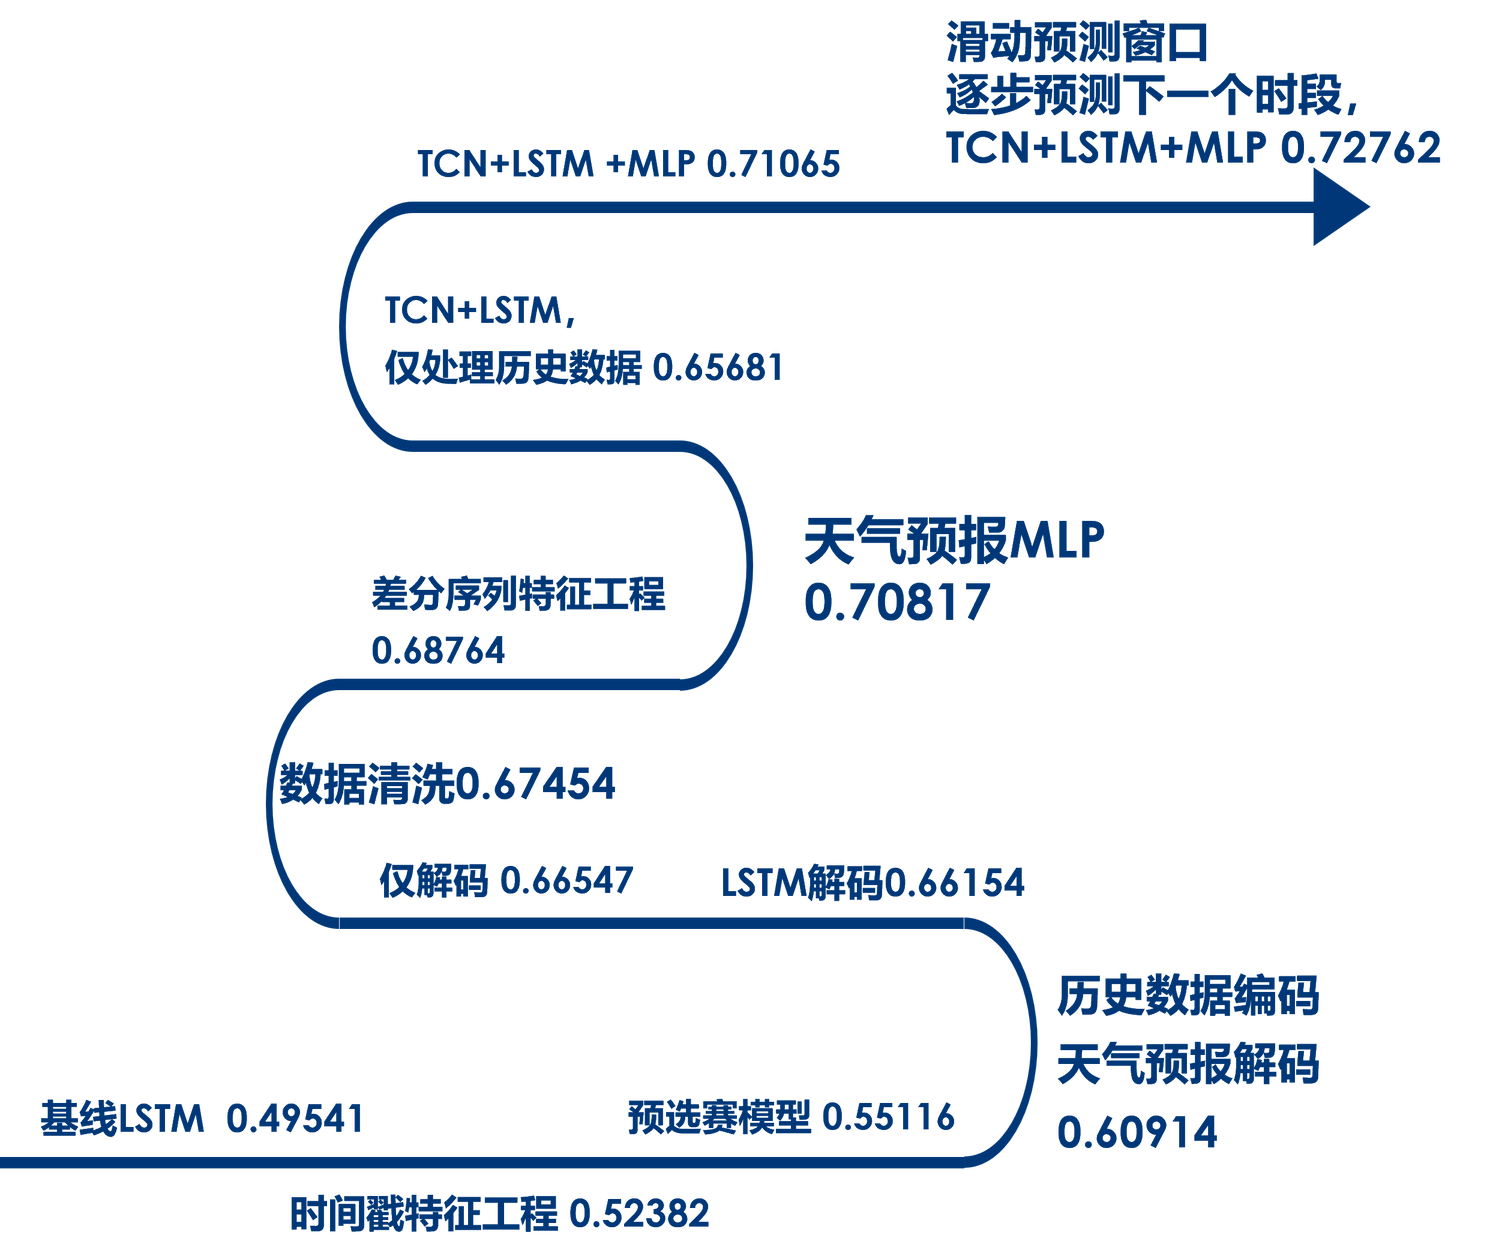 滑动预测窗口
逐步预测下一个时段，
TCN+LSTM+MLP 0.72762
TCN+LSTM +MLP 0.71065
TCN+LSTM，
仅处理历史数据 0.65681
天气预报MLP
0.70817
差分序列特征工程
0.68764
数据清洗0.67454
仅解码 0.66547
LSTM解码0.66154
历史数据编码
天气预报解码
0.60914
基线LSTM 0.49541
预选赛模型 0.55116
时间戳特征工程 0.52382